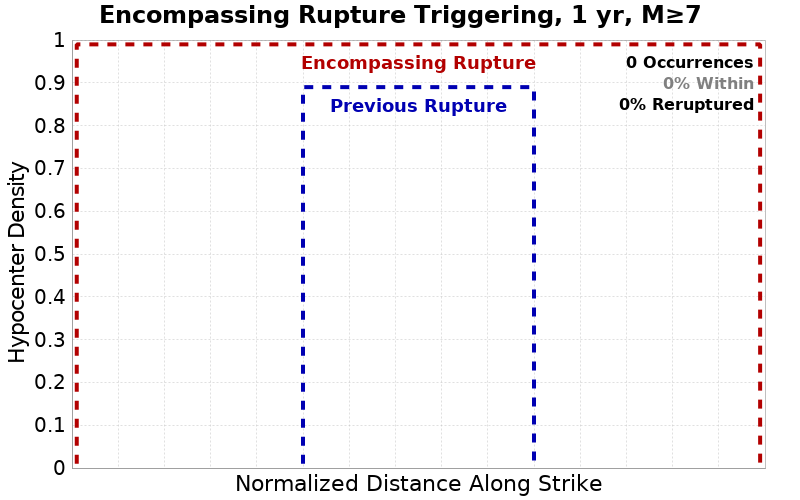 Encompassing Rupture Triggering, 1 yr, M≥7
Encompassing Rupture
Previous Rupture
0 Occurrences
0% Within
0% Reruptured
Hypocenter Density
1
0.9
0.8
0.7
0.6
0.5
0.4
0.3
0.2
0.1
0
Normalized Distance Along Strike